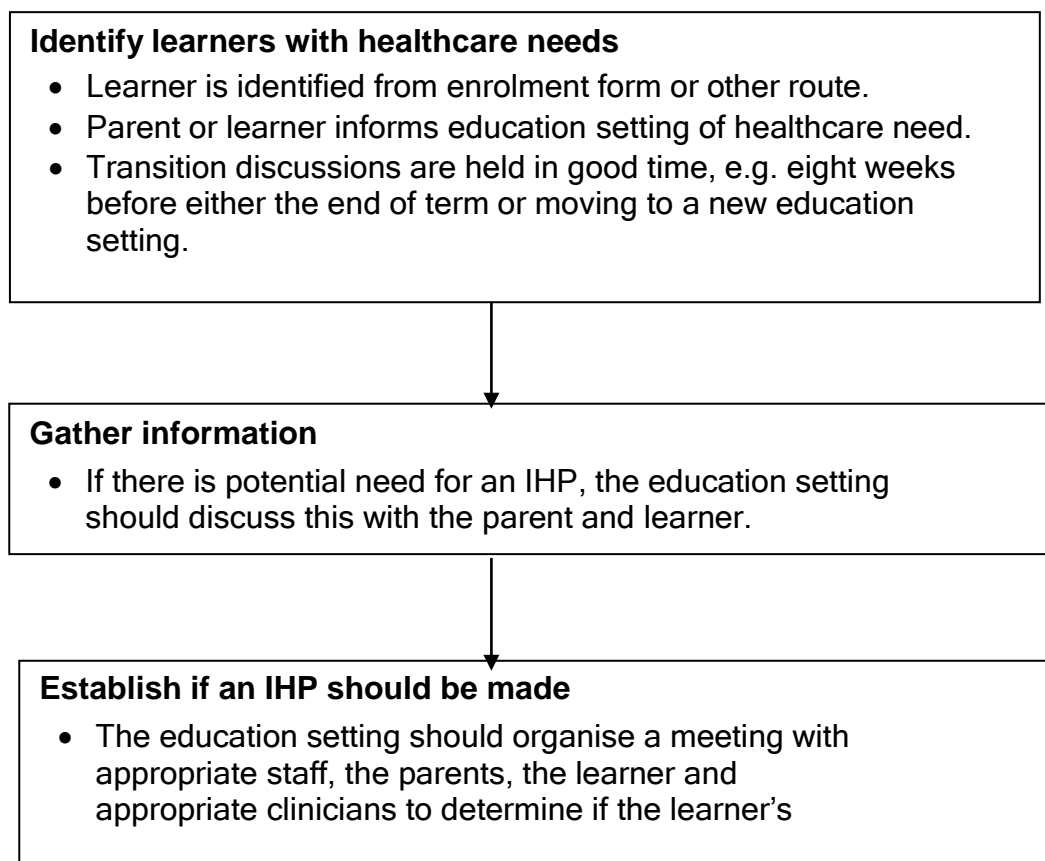 Identify learners with healthcare needs
• Learner is identified from enrolment form or other route.
• Parent or learner informs education setting of healthcare need.
• Transition discussions are held in good time, e.g. eight weeks
before either the end of term or moving to a new education
setting.
Gather information
• If there is potential need for an IHP, the education setting
should discuss this with the parent and learner.
Establish if an IHP should be made
• The education setting should organise a meeting with
appropriate staff, the parents, the learner and
appropriate clinicians to determine if the learner's